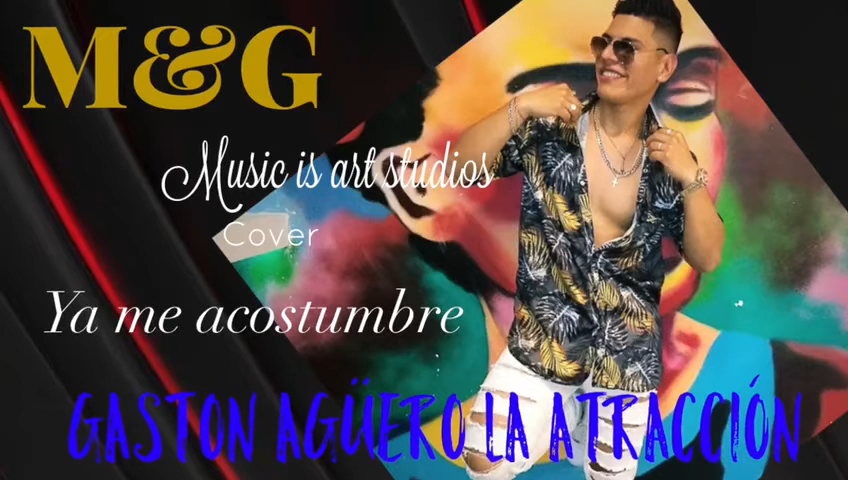 M&G
Music is art studios
Cover
Ya me acostumbre
GASTON AGÜERO LA ATRACCIÓN